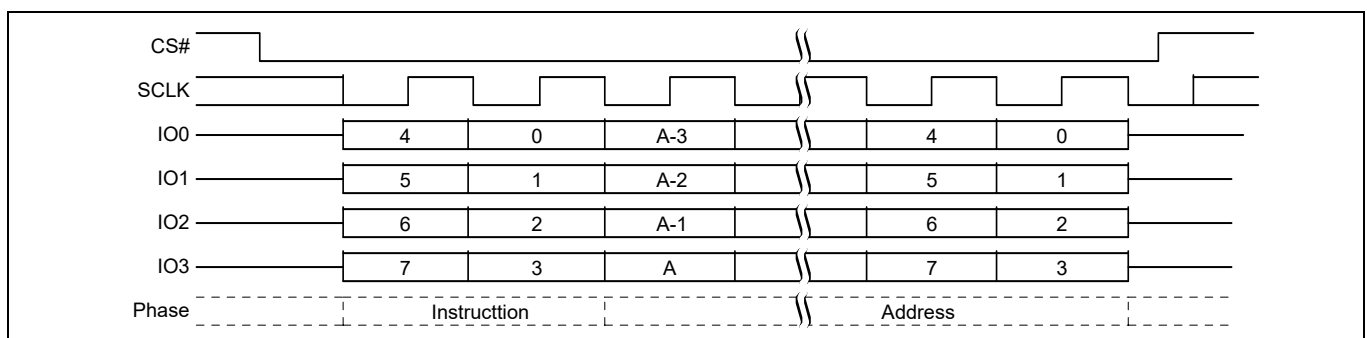 CS#
SCLK
IO0 4 0 A-3 4 0
IO1 5 1 A-2 5 1
IO2 6 2 A-1 6 2
IO3 7 3 A 7 3
Phase Instructtion Address